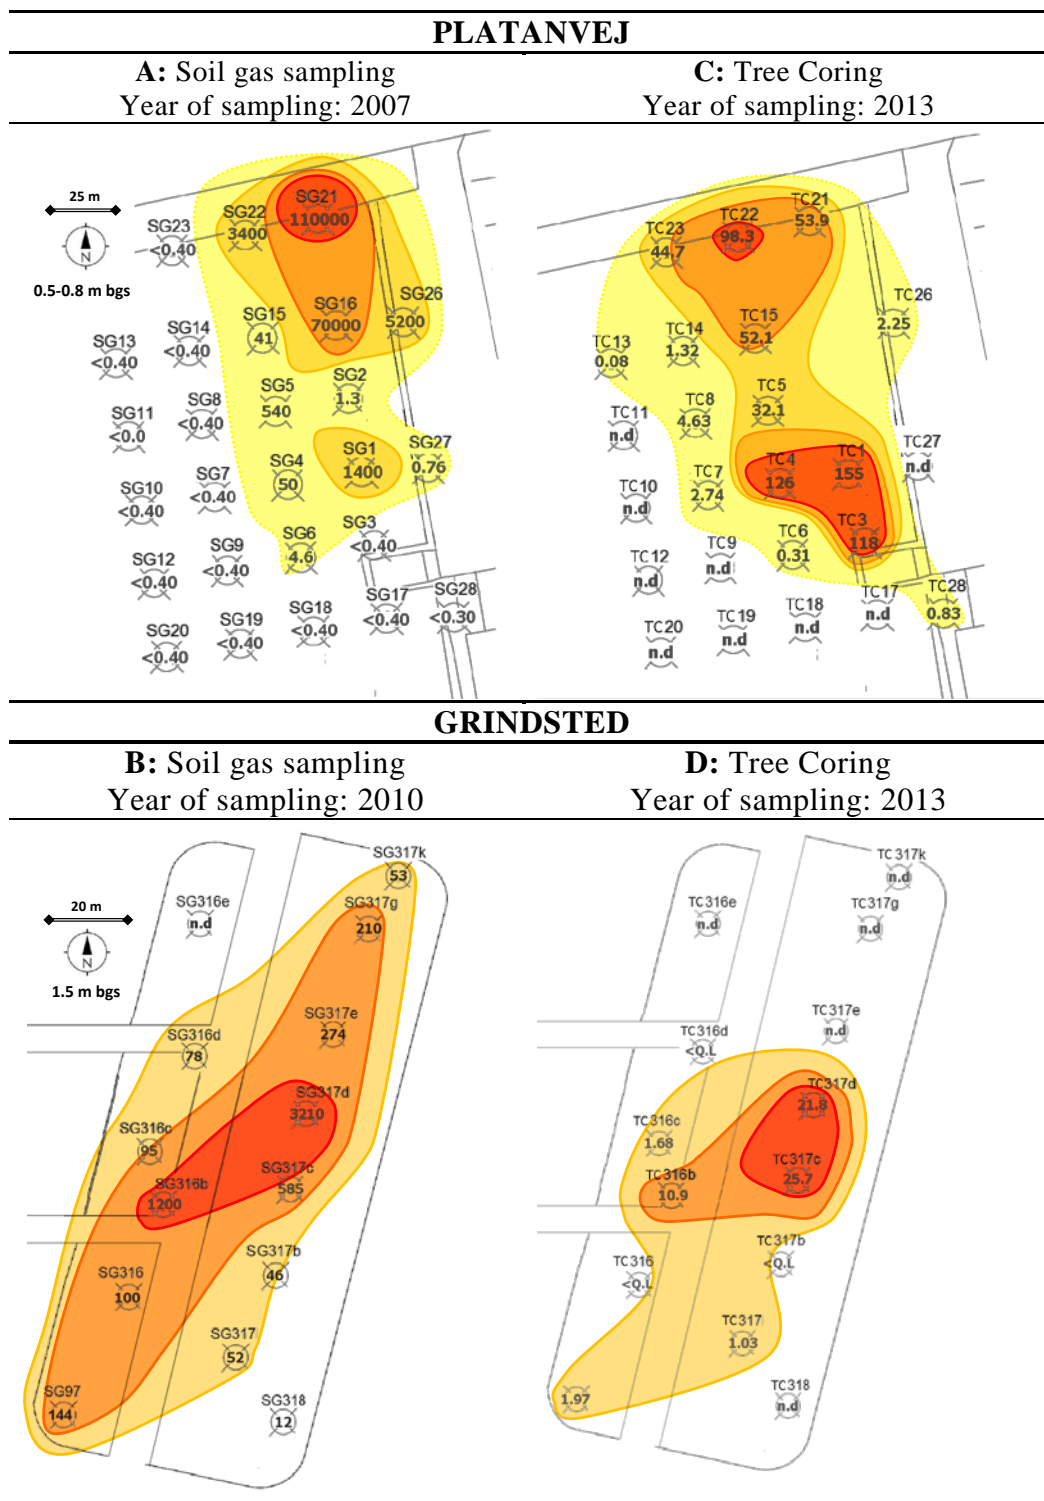 PLATANVEJ
A: Soil gas sampling
Year of sampling: 2007
C: Tree Coring
Year of sampling: 2013
25 m
N
0.5-0.8 m bgs
SG21
110000
SG22
3400
SG23
<0.40
SG26
5200
SG16
70000
SG15
41
SG14
<0.40
SG13
<0.40
SG2
1.3
SG5
540
SG8
<0.40
SG11
<0.0
SG27
0.76
SG1
1400
SG4
50
SG7
<0.40
SG10
<0.40
SG3
<0.40
SG6
4.6
SG9
<0.40
SG12
<0.40
SG28
<0.30
SG17
<0.40
SG18
<0.40
SG19
<0.40
SG20
<0.40
TC21
53.9
TC22
98.3
TC23
44.7
TC26
2.25
TC15
52.1
TC14
1.32
TC13
0.08
TC5
32.1
TC8
4.63
TC11
n.d
TC27
n.d
TC1
155
TC4
126
TC7
2.74
TC10
n.d
TC3
118
TC6
0.31
TC9
n.d
TC12
n.d
TC28
0.83
TC17
n.d
TC18
n.d
TC19
n.d
TC20
n.d
GRINDSTED
B: Soil gas sampling
Year of sampling: 2010
D: Tree Coring
Year of sampling: 2013
20 m
N
1.5 m bgs
SG317k
53
SG316e
n.d
SG317g
210
SG317e
274
SG316d
78
SG317d
3210
SG316c
95
SG317c
585
SG316b
1200
SG317b
46
SG316
100
SG317
52
SG97
144
SG318
12
TC317k
n.d
TC316e
n.d
TC317g
n.d
TC317e
n.d
TC316d
<Q.L
TC317d
21.8
TC316c
1.68
TC317c
25.7
TC316b
10.9
TC317b
<Q.L
TC316
<Q.L
TC317
1.03
1.97
TC318
n.d